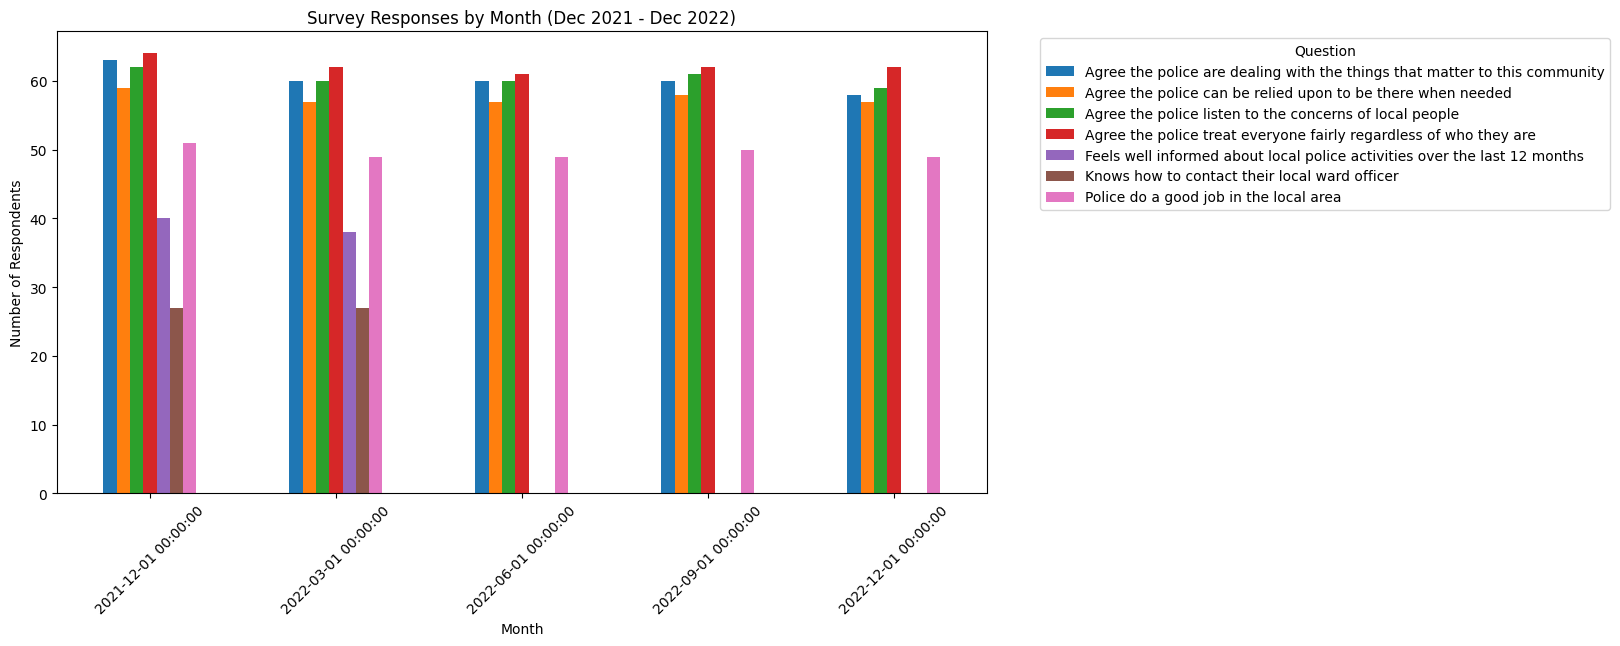 Survey Responses by Month (Dec 2021 - Dec 2022)
Number of Respondents
60
50
40
30
20
10
0
2021-12-01 00:00:00
2022-03-01 00:00:00
2022-06-01 00:00:00
2022-09-01 00:00:00
2022-12-01 00:00:00
Month
Question
Agree the police are dealing with the things that matter to this community
Agree the police can be relied upon to be there when needed
Agree the police listen to the concerns of local people
Agree the police treat everyone fairly regardless of who they are
Feels well informed about local police activities over the last 12 months
Knows how to contact their local ward officer
Police do a good job in the local area